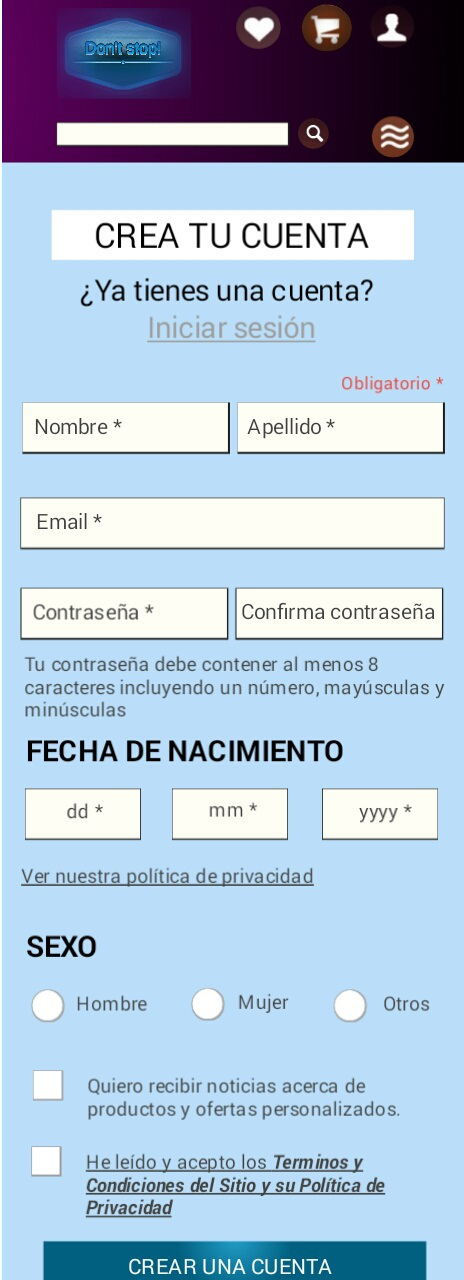 Don't stop!
CREA TU CUENTA
¿Ya tienes una cuenta?
Iniciar sesión
Obligatorio *
Nombre *
Apellido *
Email *
Contraseña *
Confirma contraseña
Tu contraseña debe contener al menos 8
caracteres incluyendo un número, mayúsculas y
minúsculas
FECHA DE NACIMIENTO
dd *
mm *
yyyy *
Ver nuestra política de privacidad
SEXO
Hombre
Mujer
Otros
Quiero recibir noticias acerca de
productos y ofertas personalizados.
He leído y acepto los Terminos y
Condiciones del Sitio y su Política de
Privacidad
CREAR UNA CUENTA